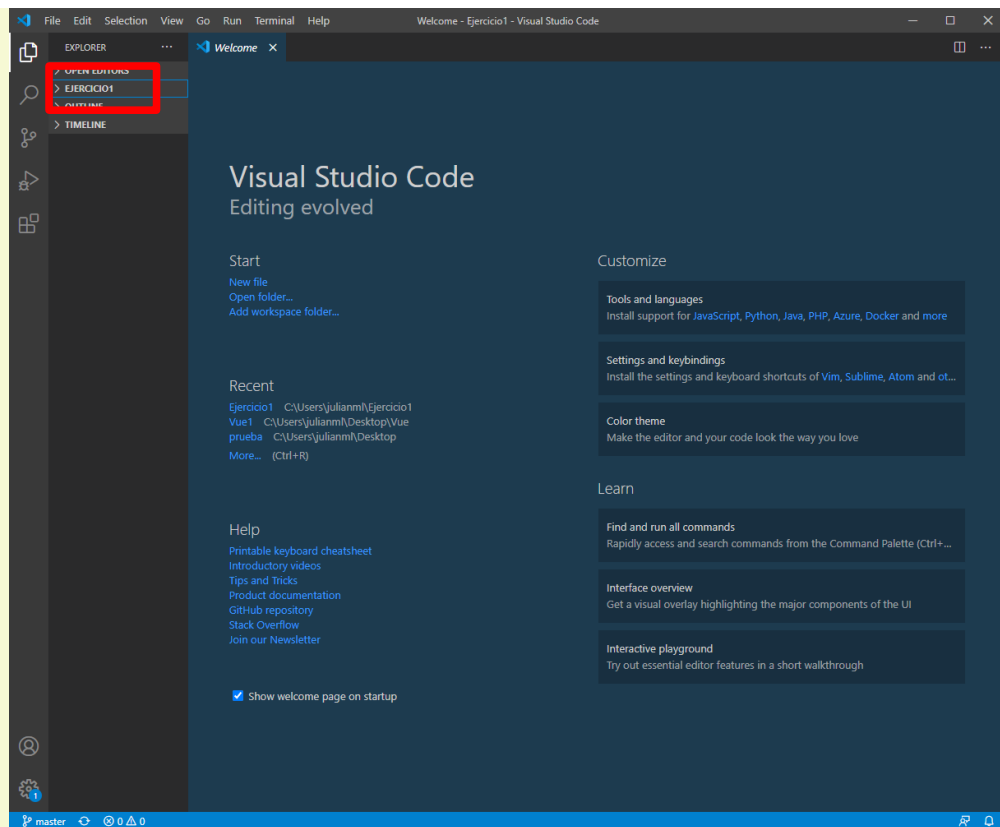 File Edit Selection View Go Run Terminal Help Welcome - Ejercicio1 - Visual Studio Code
EXPLORER
Welcome
OPEN EDITORS
EJERCICIO1
OUTLINE
TIMELINE
Visual Studio Code
Editing evolved
Start
New file
Open folder...
Add workspace folder...
Recent
Ejercicio1 C:\Users\julianml\Ejercicio1
Vue1 C:\Users\julianml\Desktop\Vue
prueba C:\Users\julianml\Desktop
More... (Ctrl+R)
Help
Printable keyboard cheatsheet
Introductory videos
Tips and Tricks
Product documentation
GitHub repository
Stack Overflow
Join our Newsletter
Show welcome page on startup
Customize
Tools and languages
Install support for JavaScript, Python, Java, PHP, Azure, Docker and more
Settings and keybindings
Install the settings and keyboard shortcuts of Vim, Sublime, Atom and ot...
Color theme
Make the editor and your code look the way you love
Learn
Find and run all commands
Rapidly access and search commands from the Command Palette (Ctrl+...
Interface overview
Get a visual overlay highlighting the major components of the UI
Interactive playground
Try out essential editor features in a short walkthrough
1
master 0 0